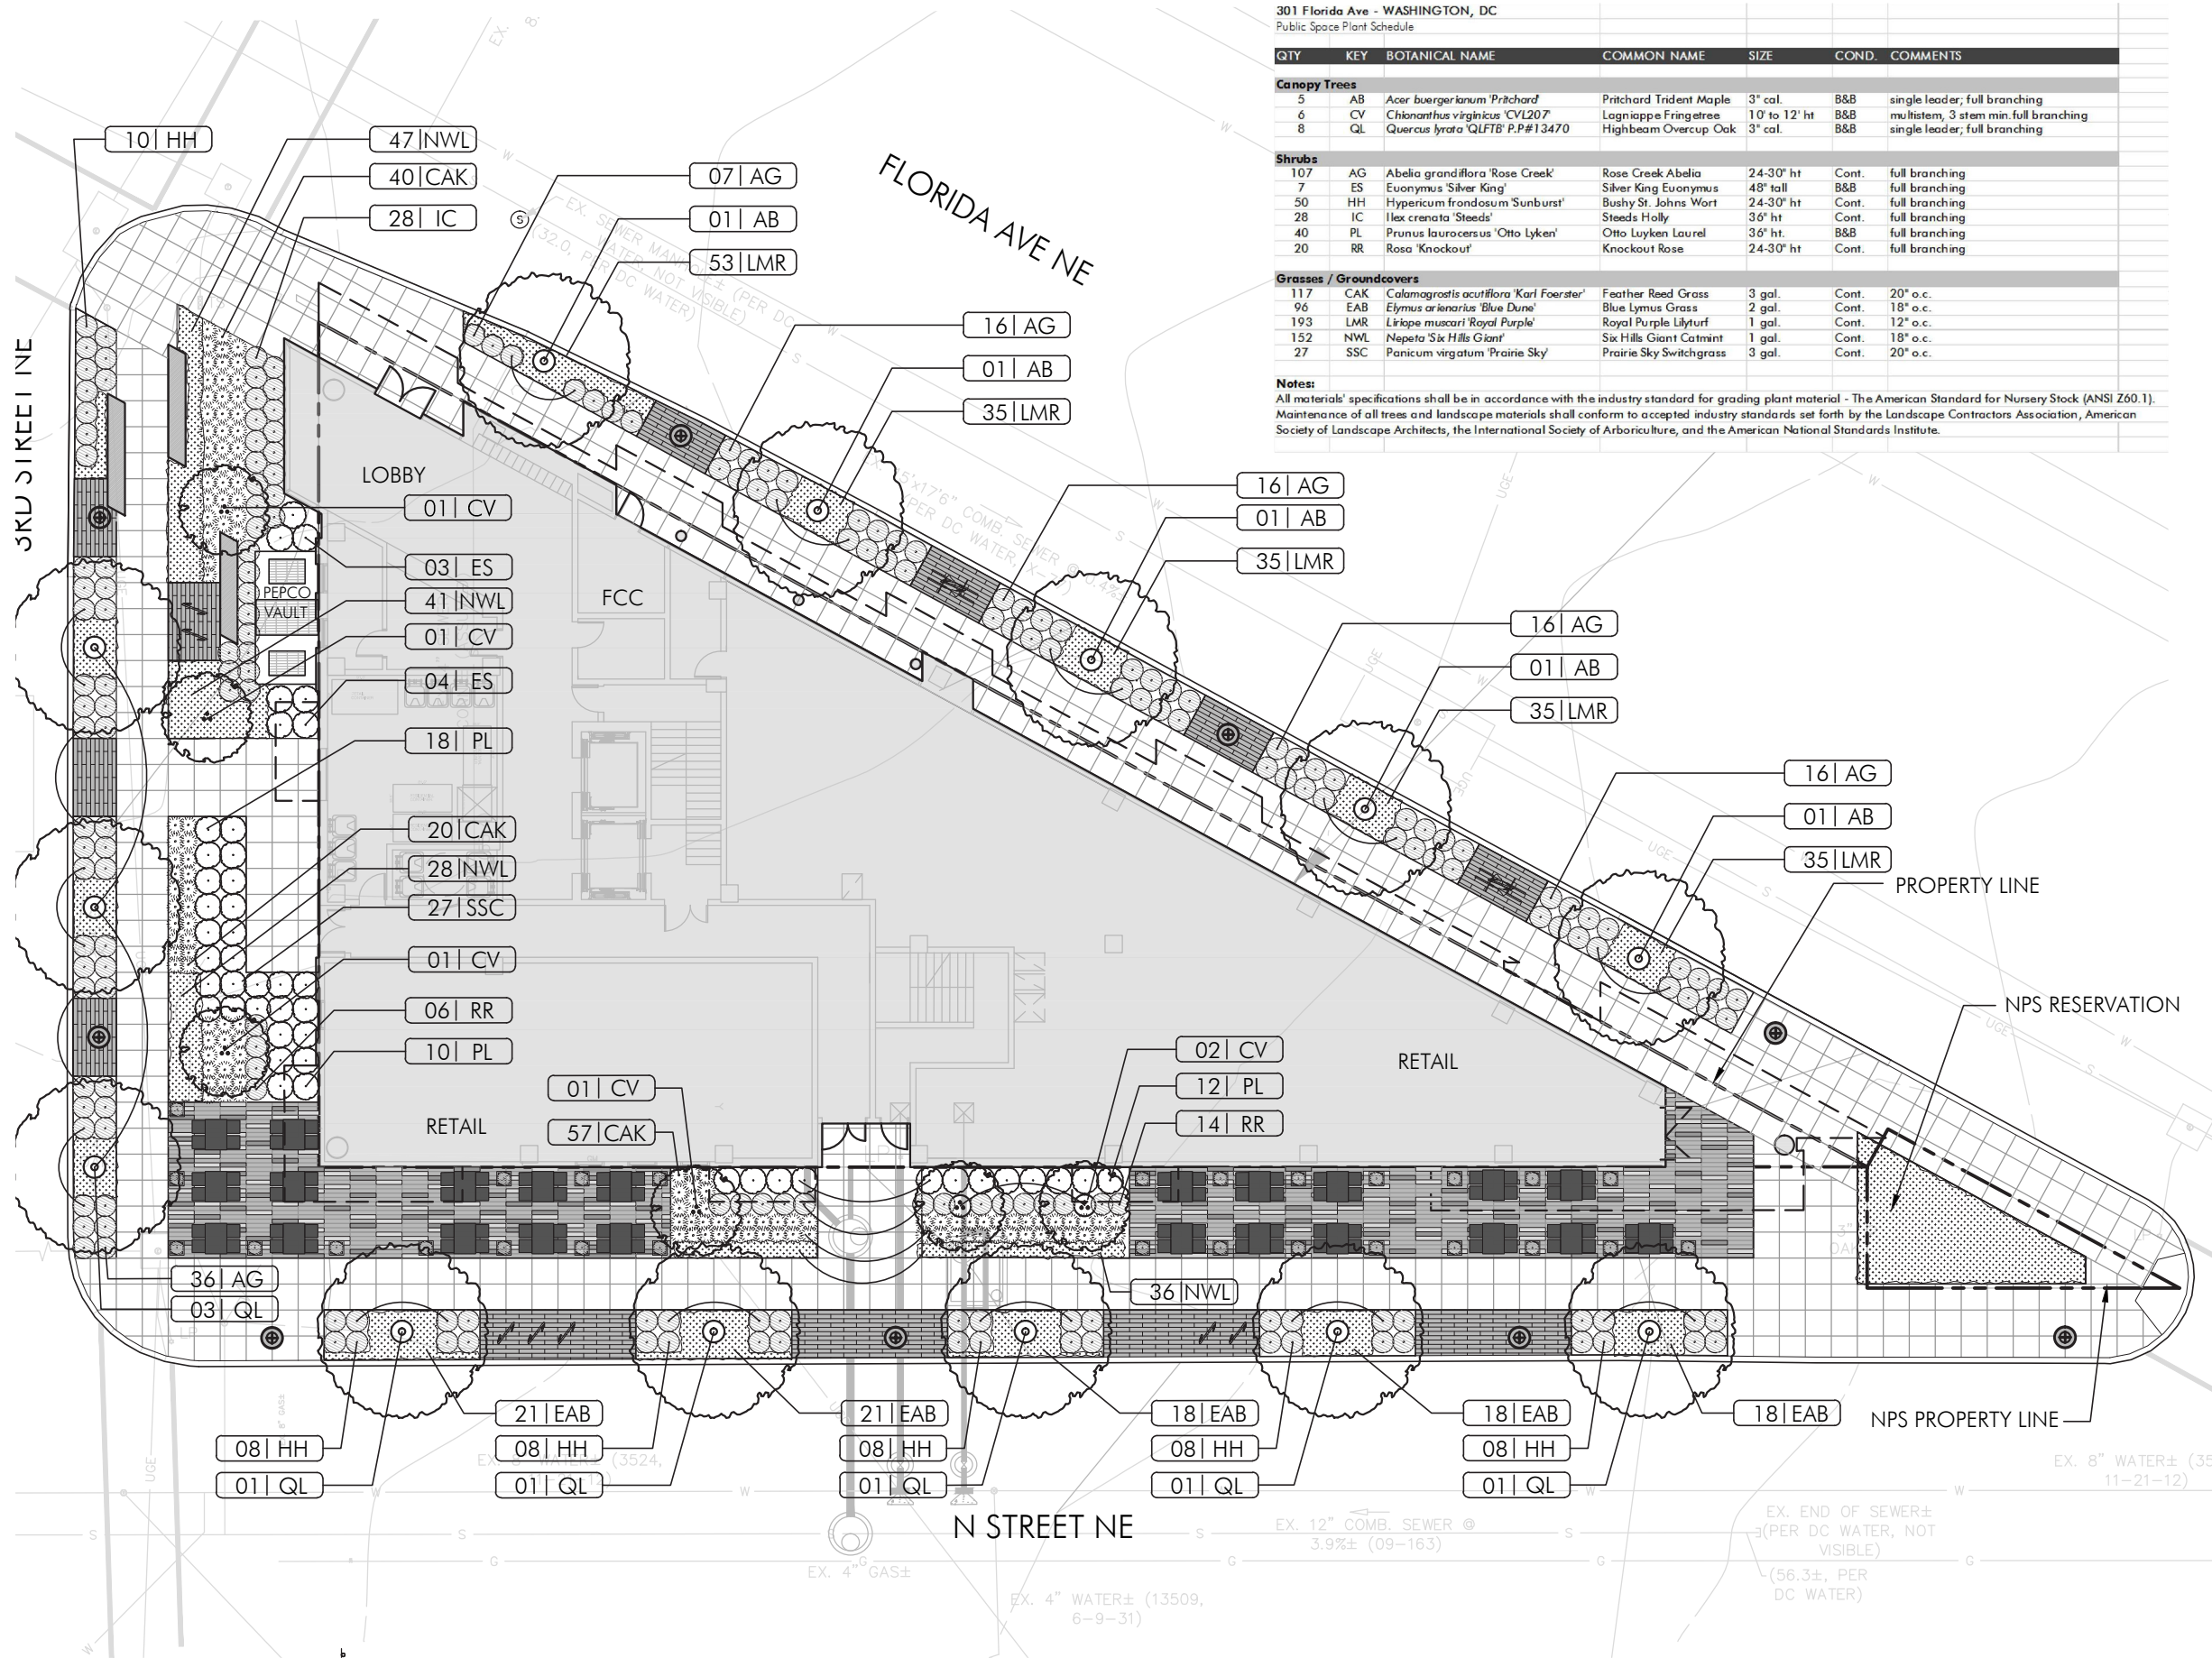 301 Florida Ave - WASHINGTON, DC
Public Space Plant Schedule
QTY KEY BOTANICAL NAME COMMON NAME SIZE COND. COMMENTS
Canopy Trees
5 AB Acer buergerianum 'Pritchard' Pritchard Trident Maple 3" cal. B&B single leader; full branching
6 CV Chionanthus virginicus 'CVL207' Lagniappe Fringetree 10' to 12' ht B&B multistem, 3 stem min.full branching
8 QL Quercus lyrata 'QLFTB' P.P#13470 Highbeam Overcup Oak 3" cal. B&B single leader; full branching
Shrubs
107 AG Abelia grandiflora 'Rose Creek' Rose Creek Abelia 24-30" ht Cont. full branching
7 ES Euonymus 'Silver King' Silver King Euonymus 48" tall B&B full branching
50 HH Hypericum frondosum 'Sunburst' Bushy St. Johns Wort 24-30" ht Cont. full branching
28 IC Ilex crenata 'Steeds' Steeds Holly 36" ht Cont. full branching
40 PL Prunus laurocersus 'Otto Lyken' Otto Luyken Laurel 36" ht. B&B full branching
20 RR Rosa 'Knockout' Knockout Rose 24-30" ht Cont. full branching
Grasses / Groundcovers
117 CAK Calamagrostis acutiflora 'Karl Foerster' Feather Reed Grass 3 gal. Cont. 20" o.c.
96 EAB Elymus arienarius 'Blue Dune' Blue Lymus Grass 2 gal. Cont. 18" o.c.
193 LMR Liriope muscari 'Royal Purple' Royal Purple Lilyturf 1 gal. Cont. 12" o.c.
152 NWL Nepeta 'Six Hills Giant' Six Hills Giant Catmint 1 gal. Cont. 18" o.c.
27 SSC Panicum virgatum 'Prairie Sky' Prairie Sky Switchgrass 3 gal. Cont. 20" o.c.
Notes:
All materials' specifications shall be in accordance with the industry standard for grading plant material - The American Standard for Nursery Stock (ANSI Z60.1).
Maintenance of all trees and landscape materials shall conform to accepted industry standards set forth by the Landscape Contractors Association, American
Society of Landscape Architects, the International Society of Arboriculture, and the American National Standards Institute.
10| HH
47|NWL
40|CAK
28| IC
07| AG
01| AB
53|LMR
FLORIDA AVE NE
EX. SEWER MANHOLE± (PER DC
WATER, NOT VISIBLE)
(32.0, PER DC WATER)
16| AG
01| AB
35|LMR
3RD STREET NE
LOBBY
16| AG
01| AB
35|LMR
01| CV
03| ES
PEPCO
VAULT
FCC
41|NWL
01| CV
04| ES
16| AG
01| AB
35|LMR
18| PL
16| AG
01| AB
35|LMR
20|CAK
28|NWL
27|SSC
PROPERTY LINE
01| CV
06| RR
10| PL
NPS RESERVATION
02| CV
12| PL
14| RR
RETAIL
01| CV
57|CAK
RETAIL
36| AG
03| QL
36|NWL
21|EAB
21|EAB
18|EAB
18|EAB
18|EAB
NPS PROPERTY LINE
08| HH
08| HH
08| HH
08| HH
08| HH
01| QL
01| QL
01| QL
01| QL
01| QL
N STREET NE
EX. 12" COMB. SEWER @
3.9%± (09-163)
EX. END OF SEWER±
(PER DC WATER, NOT
VISIBLE)
(56.3±, PER
DC WATER)
EX. 4" GAS±
EX. 4" WATER± (13509,
6-9-31)
EX. 8" WATER± (35
11-21-12)